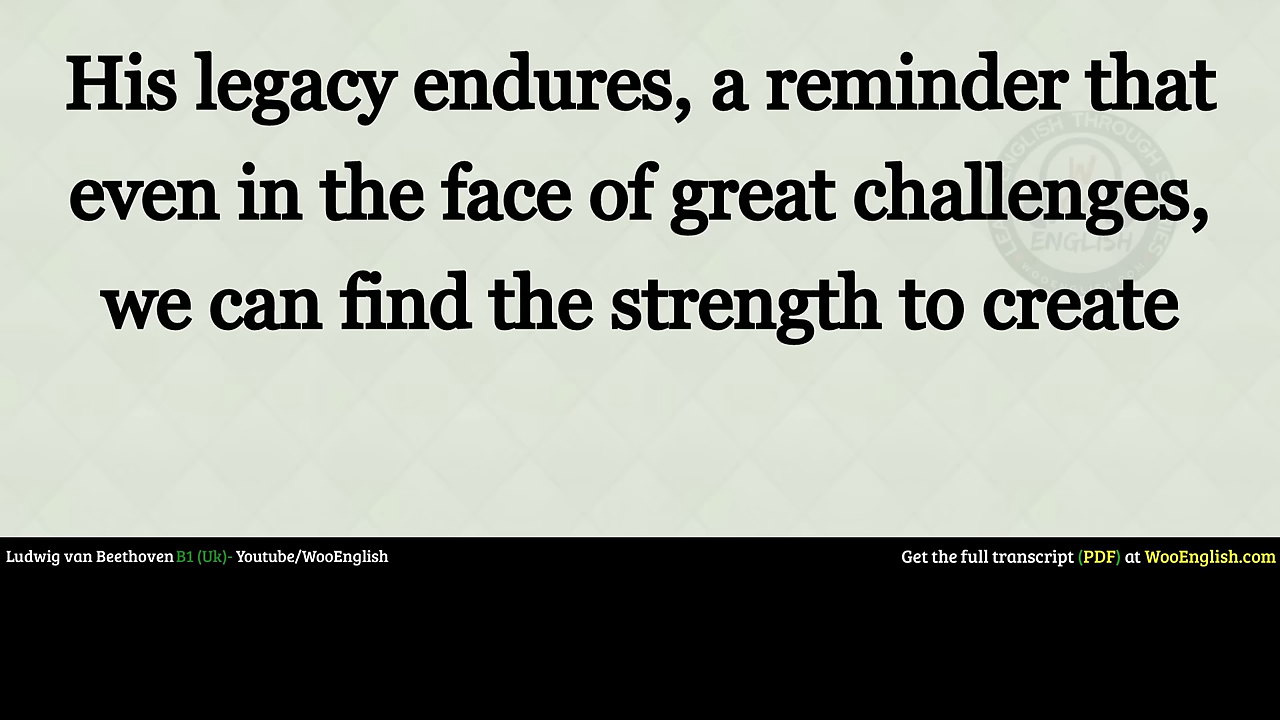 His legacy endures, a reminder that
even in the face of great challenges,
we can find the strength to create
ENGLISH
Ludwig van Beethoven B1 (Uk)- Youtube/WooEnglish
Get the full transcript (PDF) at WooEnglish.com